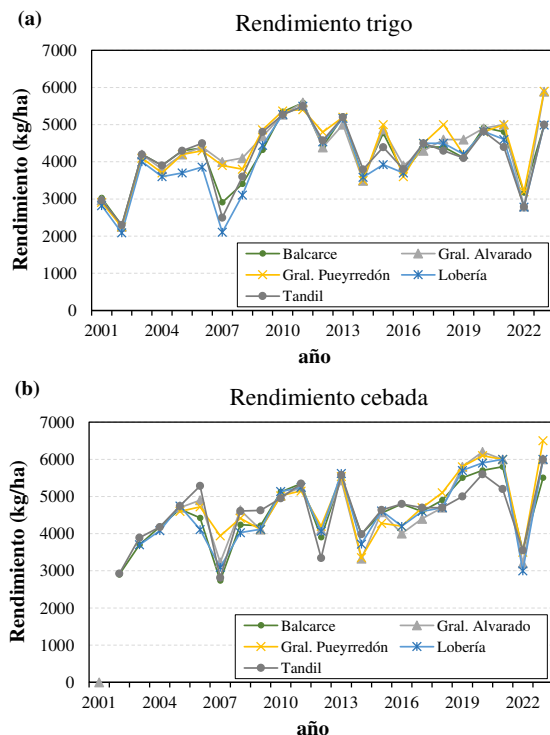 (a)
Rendimiento trigo
7000
6000
5000
4000
3000
2000
1000
0
Rendimiento (kg/ha)
Balcarce Gral. Alvarado
Gral. Pueyrredón Lobería
Tandil
2001 2004 2007 2010 2013 2016 2019 2022
año
(b)
Rendimiento cebada
7000
6000
5000
4000
3000
2000
1000
0
Rendimiento (kg/ha)
Balcarce Gral. Alvarado
Gral. Pueyrredón Lobería
Tandil
2001 2004 2007 2010 2013 2016 2019 2022
año